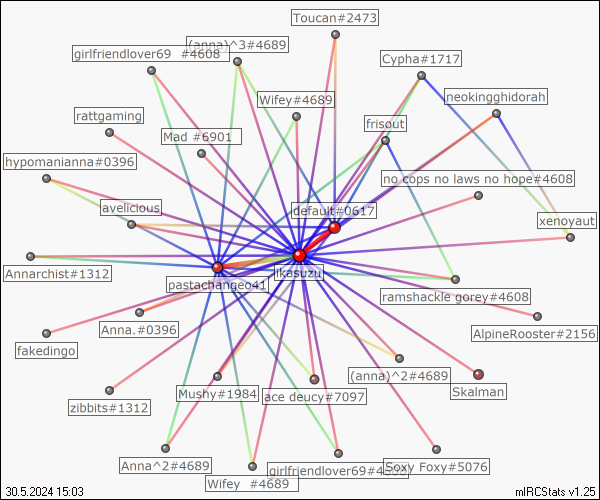 Toucan#2473
(anna)^3#4689
girlfriendlover69 #4608
Cypha#1717
Wifey#4689
neokingghidorah
rattgaming
frisout
Mad #6901
hypomanianna#0396
no cops no laws no hope#4608
avelicious
default#0617
xenoyaut
Annarchist#1312
ikasuzu
pastachangeo41
ramshackle corey#4608
Anna.#0396
AlpineRooster#2156
fakedingo
(anna)^2#4689
Mushy#1984
ace deucy#7097
Skalman
zibbits#1312
Anna^2#4689
girlfriendlover69#4608
Soxy Foxy#5076
Wifey #4689
30.5.2024 15:03
mIRCStats v1.25